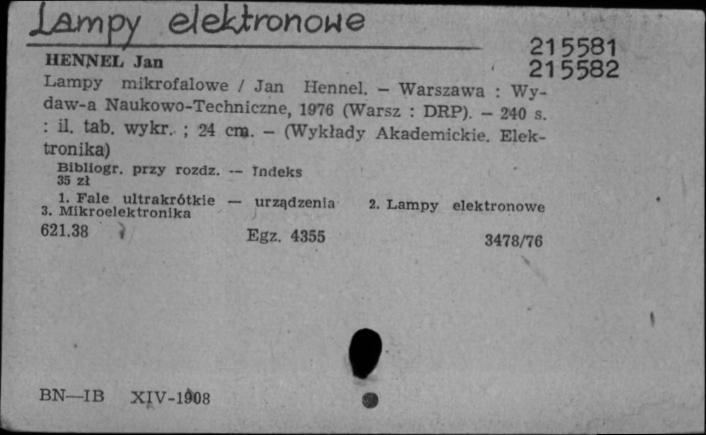 Lampy elektronowe
215581
HENNEL Jan
215582
Lampy mikrofalowe / Jan Hennel. — Warszawa : Wy-
daw-a Naukowo-Techniczne, 1976 (Warsz : DRP). — 240 s.
: il. tab. wykr. ; 24 cm. — (Wykłady Akademickie. Elek-
tronika)
Bibliogr. przy rozdz. — Indeks
35 zł
1. Fale ultrakrótkie — urządzenia 2. Lampy elektronowe
3. Mikroelektronika
621.38 Egz. 4355 3478/76
BN—IB XIV-1908